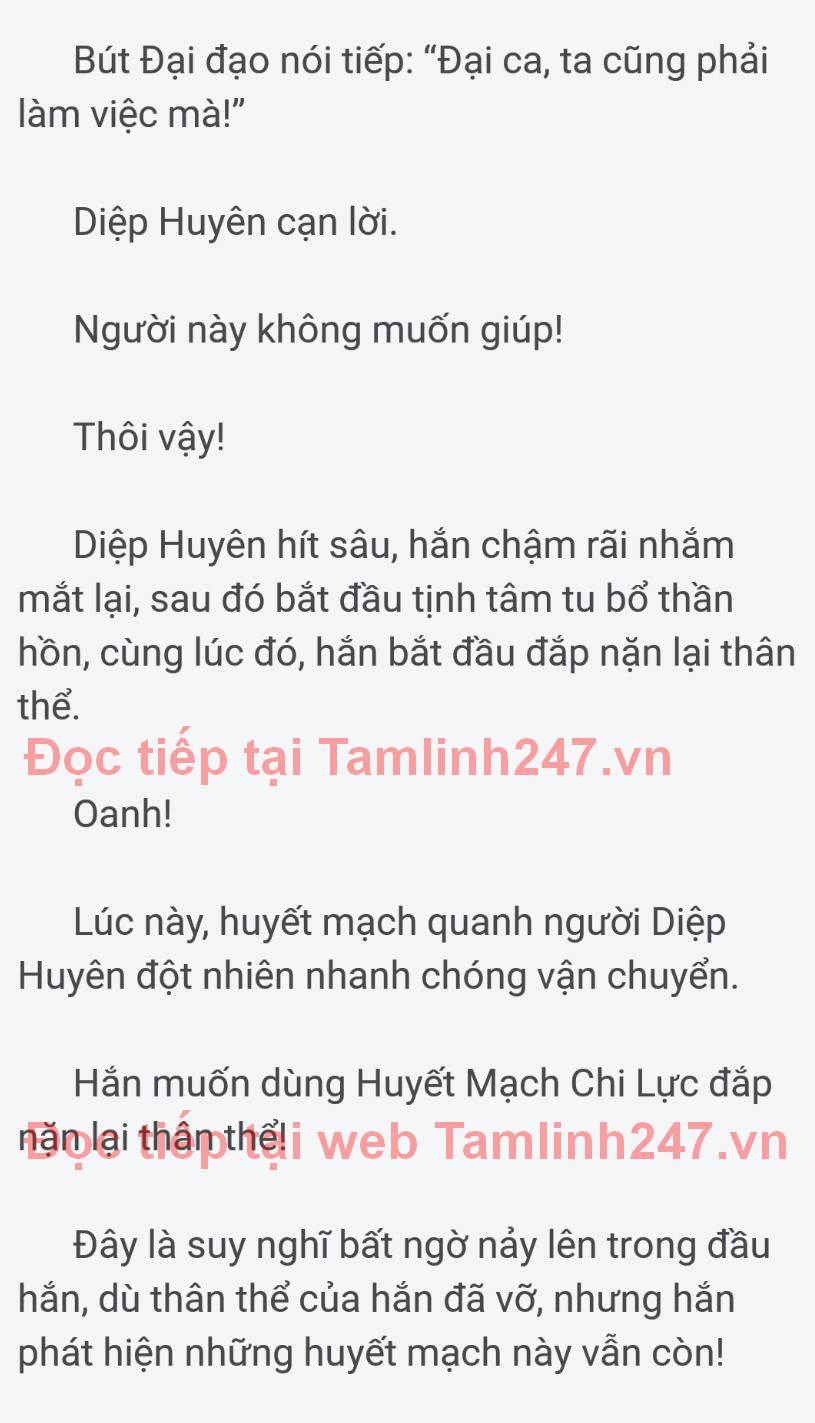 Bút Đại đạo nói tiếp: “Đại ca, ta cũng phải
làm việc mà!”
Diệp Huyên cạn lời.
Người này không muốn giúp!
Thôi vậy!
Diệp Huyên hít sâu, hắn chậm rãi nhắm
mắt lại, sau đó bắt đầu tịnh tâm tu bổ thần
hồn, cùng lúc đó, hắn bắt đầu đắp nặn lại thân
thể.
Đọc tiếp tại Tamlinh247.vn
Oanh!
Lúc này, huyết mạch quanh người Diệp
Huyên đột nhiên nhanh chóng vận chuyển.
Hắn muốn dùng Huyết Mạch Chi Lực đắp
nặn lại thân thể!
Đọc tiếp tại web Tamlinh247.vn
Đây là suy nghĩ bất ngờ nảy lên trong đầu
hắn, dù thân thể của hắn đã vỡ, nhưng hắn
phát hiện những huyết mạch này vẫn còn!